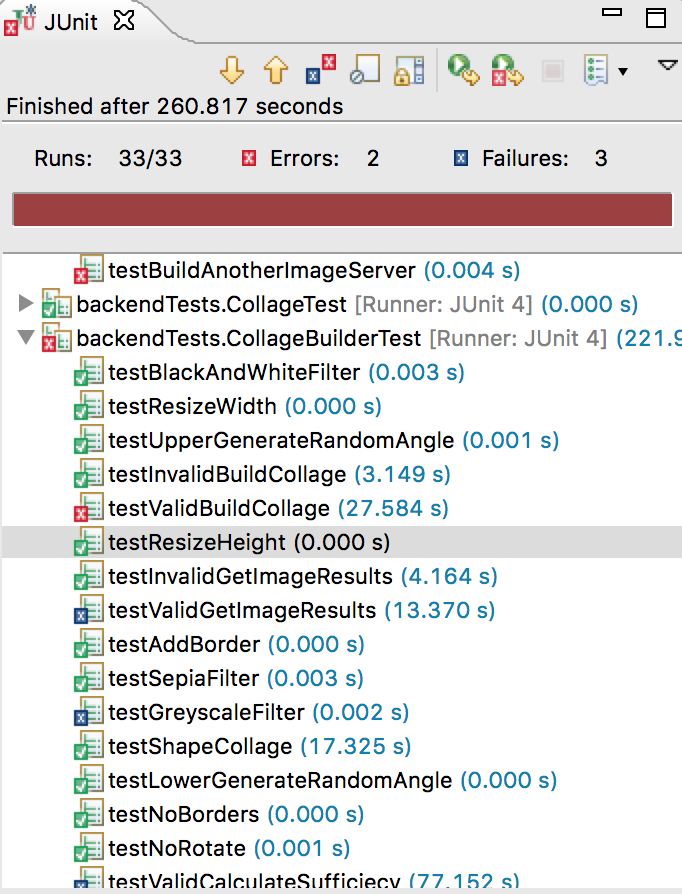 JUnit
Finished after 260.817 seconds
Runs: 33/33 Errors: 2 Failures: 3
testBuildAnotherImageServer (0.004 s)
backendTests.CollageTest [Runner: JUnit 4] (0.000 s)
backendTests.CollageBuilderTest [Runner: JUnit 4] (221.9
testBlackAndWhiteFilter (0.003 s)
testResizeWidth (0.000 s)
testUpperGenerateRandomAngle (0.001 s)
testInvalidBuildCollage (3.149 s)
testValidBuildCollage (27.584 s)
testResizeHeight (0.000 s)
testInvalidGetImageResults (4.164 s)
testValidGetImageResults (13.370 s)
testAddBorder (0.000 s)
testSepiaFilter (0.003 s)
testGreyscaleFilter (0.002 s)
testShapeCollage (17.325 s)
testLowerGenerateRandomAngle (0.000 s)
testNoBorders (0.000 s)
testNoRotate (0.001 s)
testValidCalculateSufficiecy (77.152 s)